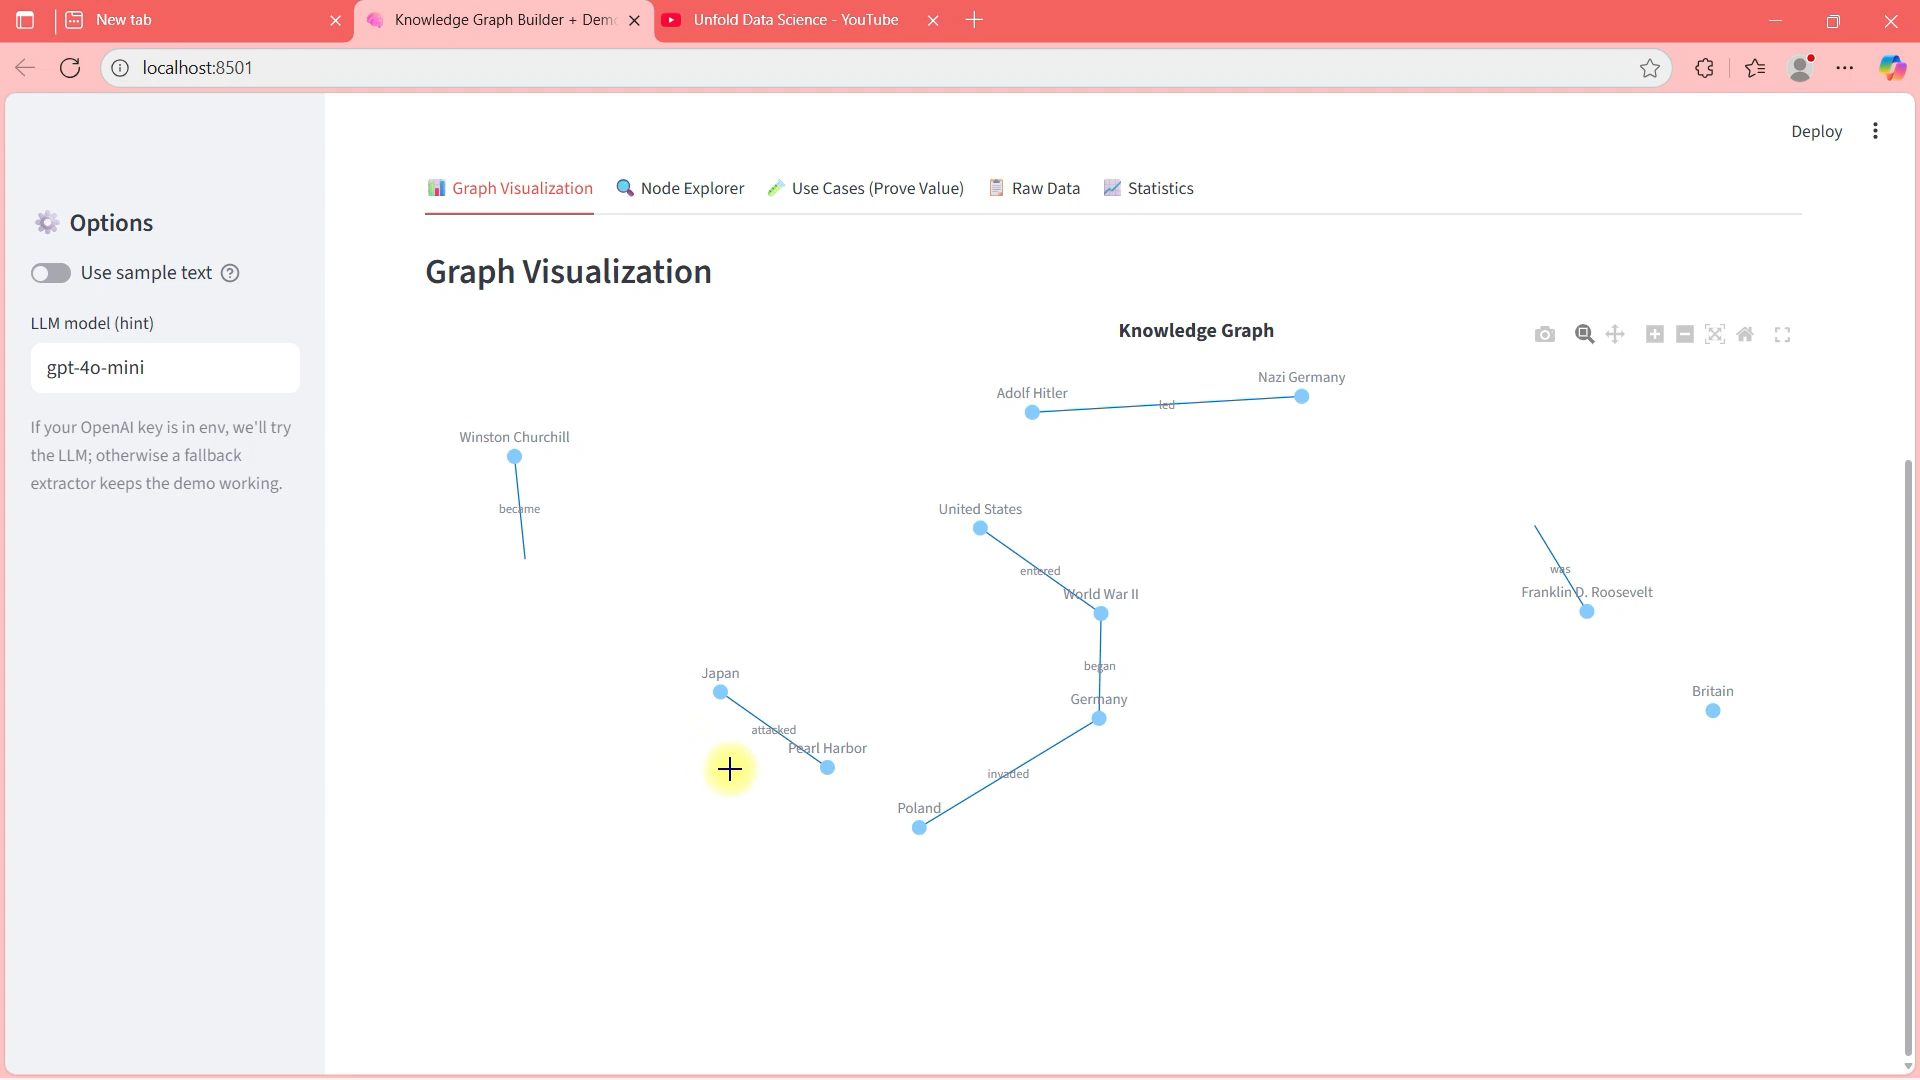 New tab
Knowledge Graph Builder + Dem
Unfold Data Science - YouTube
localhost:8501
Deploy
Graph Visualization
Node Explorer
Use Cases (Prove Value)
Raw Data
Statistics
Options
Use sample text
LLM model (hint)
gpt-4o-mini
If your OpenAI key is in env, we'll try
the LLM; otherwise a fallback
extractor keeps the demo working.
Graph Visualization
Knowledge Graph
Nazi Germany
Adolf Hitler
led
Winston Churchill
became
United States
entered
World War II
was
Franklin D. Roosevelt
began
Japan
Germany
Britain
attacked
Pearl Harbor
invaded
Poland